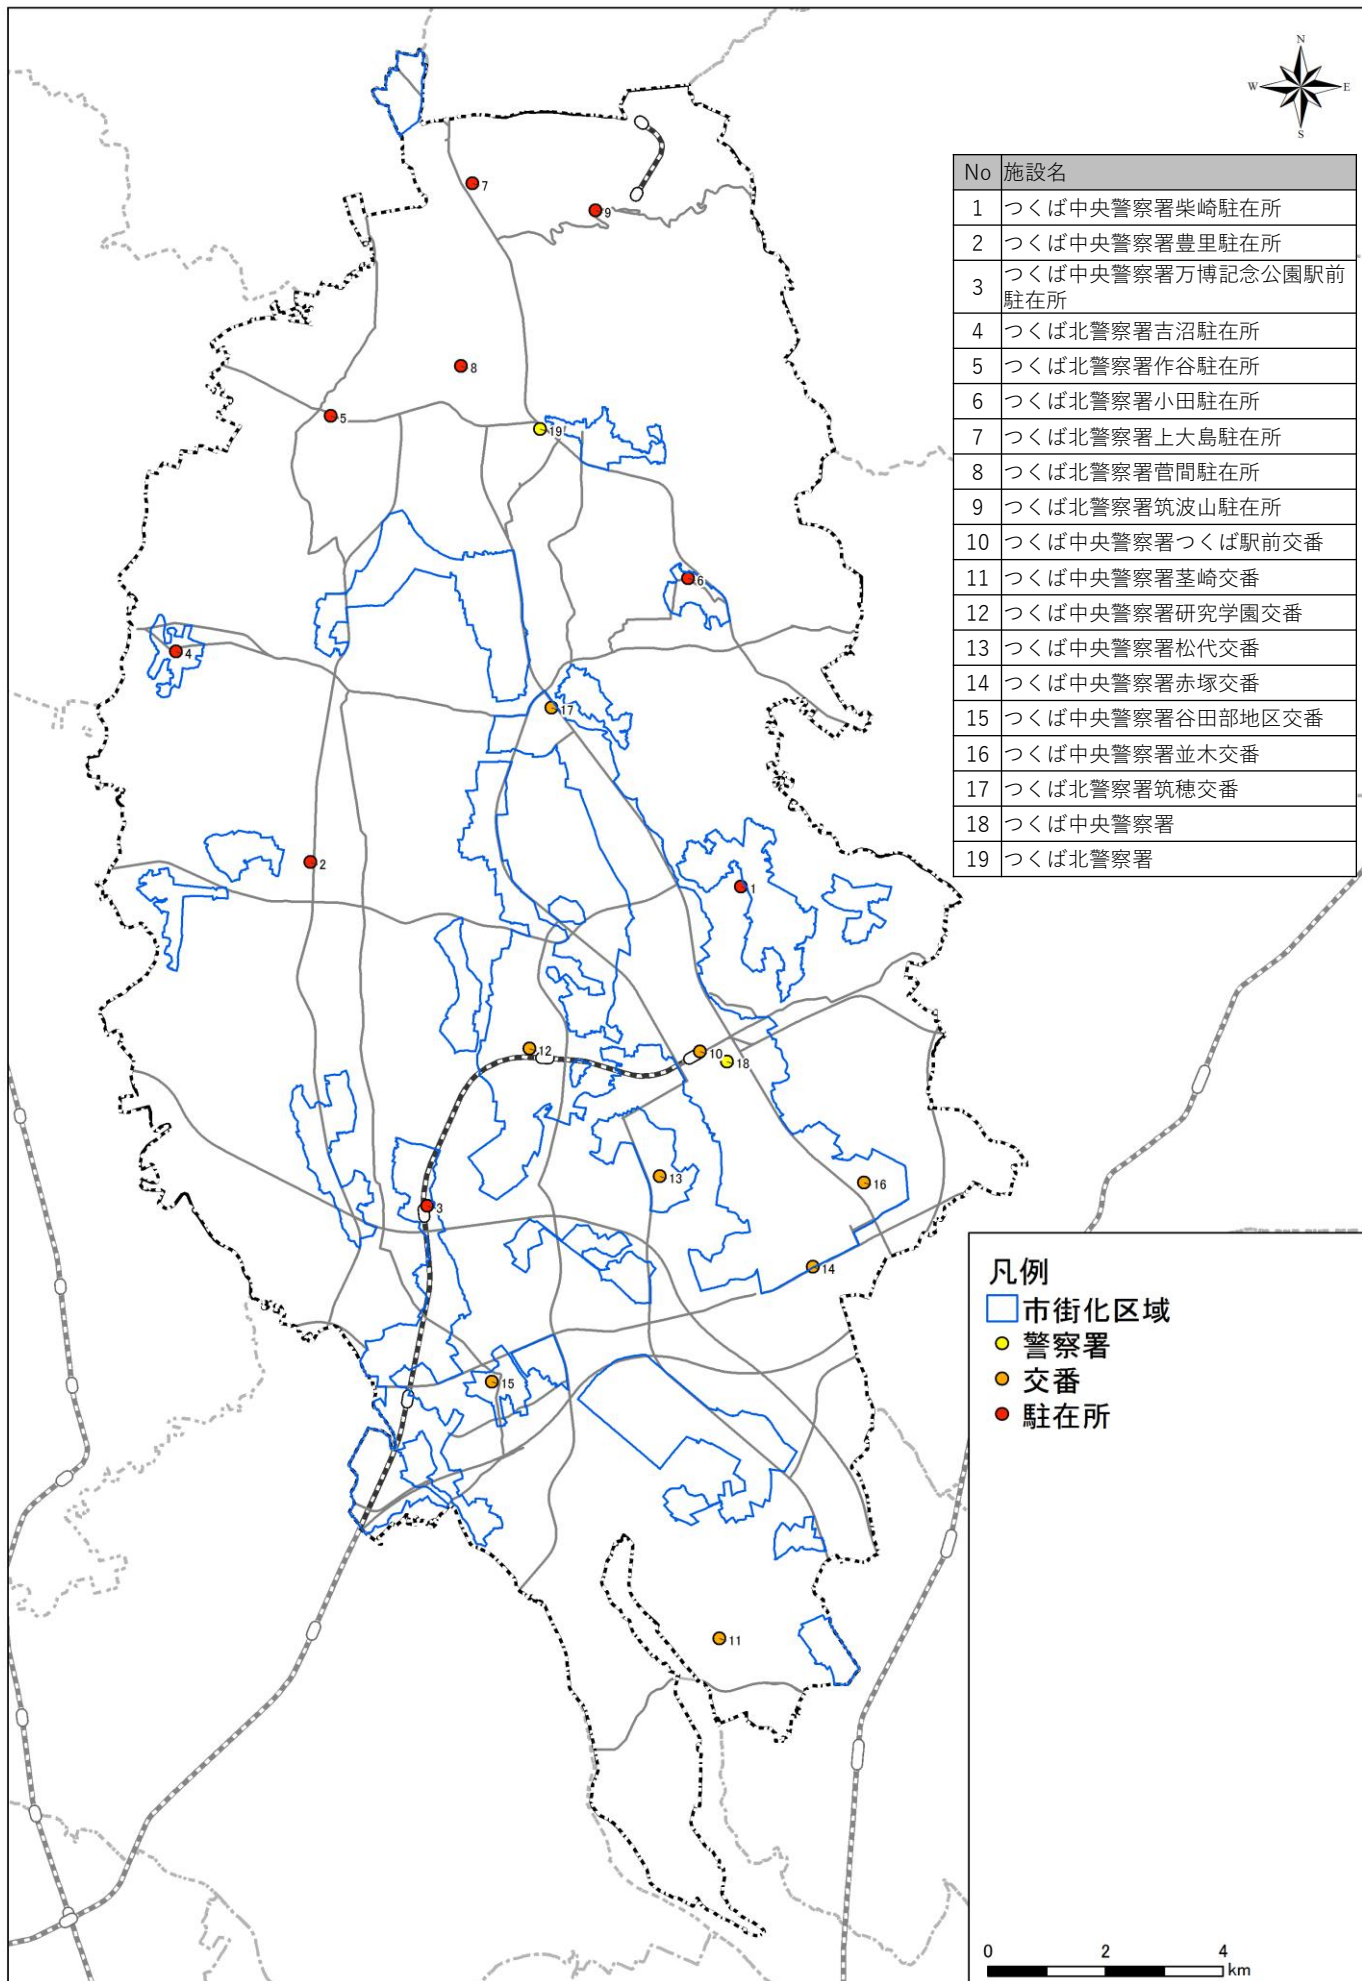 N
W E
S
No 施設名
1 つくば中央警察署柴崎駐在所
2 つくば中央警察署豊里駐在所
3 つくば中央警察署万博記念公園駅前
駐在所
4 つくば北警察署吉沼駐在所
5 つくば北警察署作谷駐在所
6 つくば北警察署小田駐在所
7 つくば北警察署上大島駐在所
8 つくば北警察署菅間駐在所
9 つくば北警察署筑波山駐在所
10 つくば中央警察署つくば駅前交番
11 つくば中央警察署茎崎交番
12 つくば中央警察署研究学園交番
13 つくば中央警察署松代交番
14 つくば中央警察署赤塚交番
15 つくば中央警察署谷田部地区交番
16 つくば中央警察署並木交番
17 つくば北警察署筑穂交番
18 つくば中央警察署
19 つくば北警察署
7
9
8
5
19
6
4
17
2
1
12
10
18
13
16
3
14
15
11
凡例
市街化区域
警察署
交番
駐在所
0 2 4
km